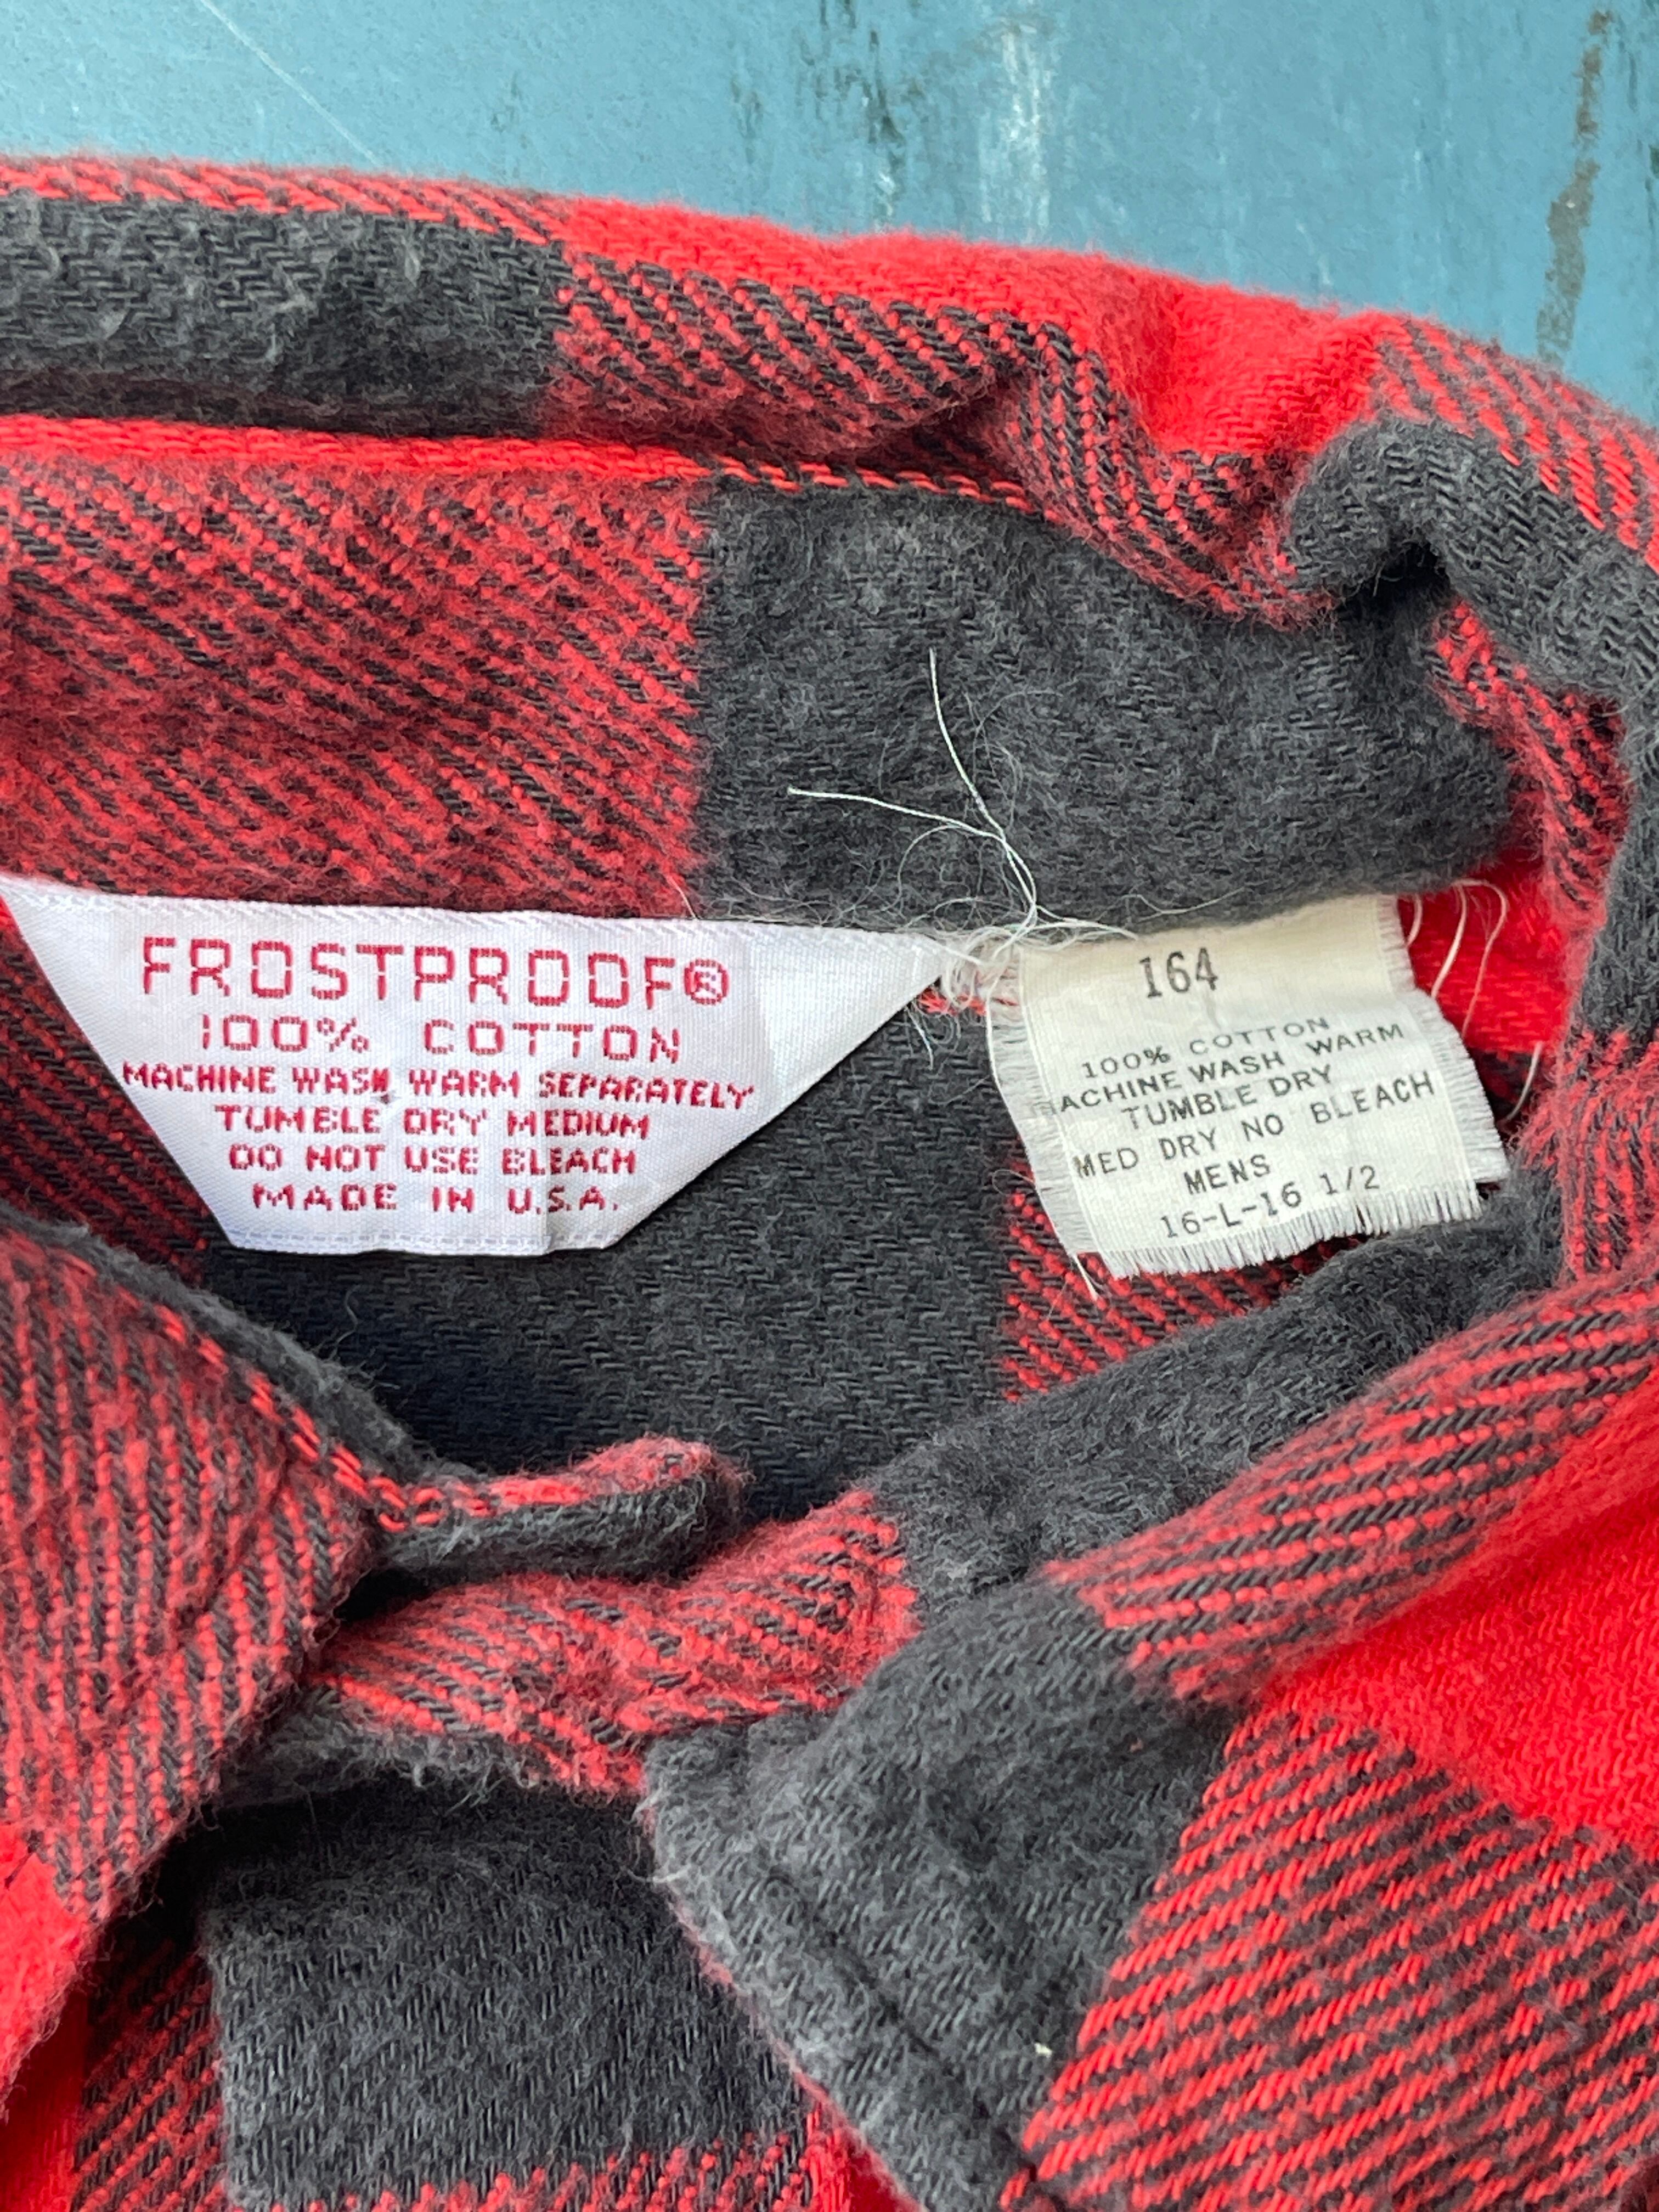 FROSTPROOF®
100% COTTON
MACHINE WASH WARM SEPARATELY
TUMBLE DRY MEDIUM
DO NOT USE BLEACH
MADE IN U.S.A.
164
100% COTTON
MACHINE WASH WARM
TUMBLE DRY
MED DRY NO BLEACH
MENS
16-L-16 1/2